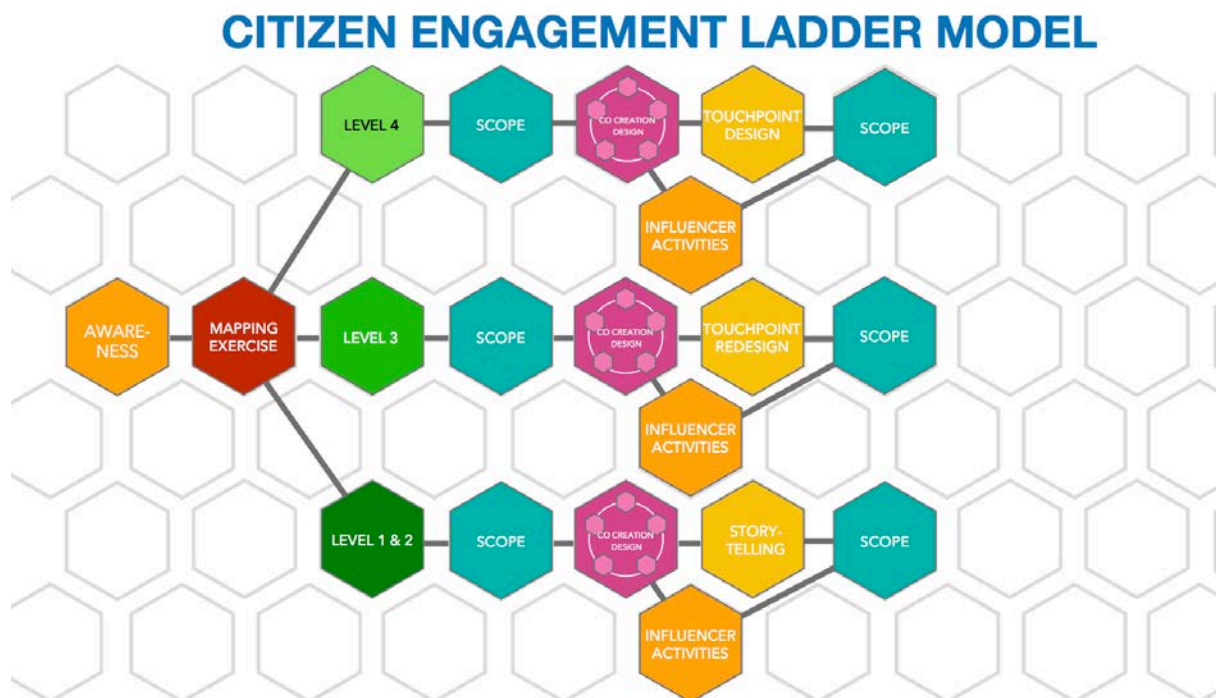 CITIZEN ENGAGEMENT LADDER MODEL
LEVEL 4
SCOPE
CO CREATION
DESIGN
TOUCHPOINT
DESIGN
SCOPE
INFLUENCER
ACTIVITIES
AWARE-
NESS
MAPPING
EXERCISE
LEVEL 3
SCOPE
CO CREATION
DESIGN
TOUCHPOINT
REDESIGN
SCOPE
INFLUENCER
ACTIVITIES
LEVEL 1 & 2
SCOPE
CO CREATION
DESIGN
STORY-
TELLING
SCOPE
INFLUENCER
ACTIVITIES